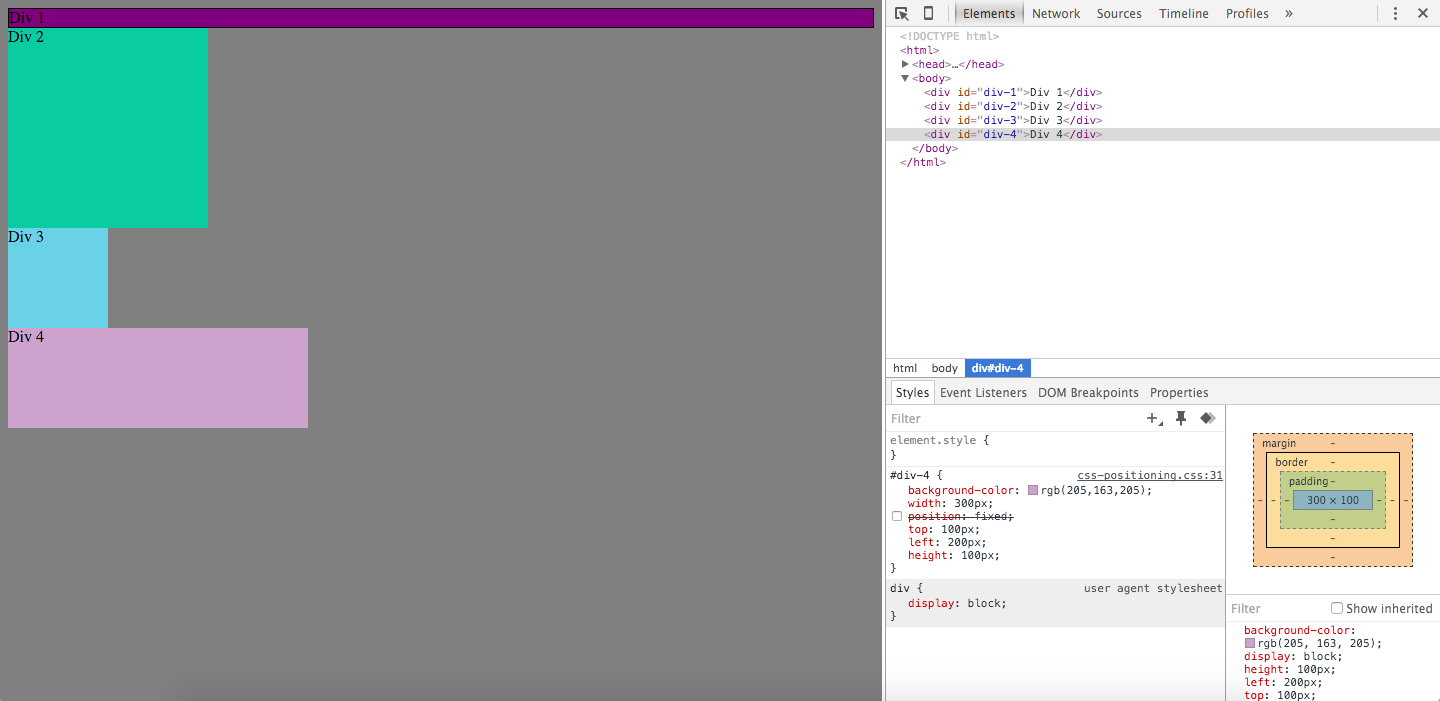 Div 1
Div 2
Div 3
Div 4
Elements Network Sources Timeline Profiles »
<!DOCTYPE html>
<html>
<head>…</head>
<body>
<div id="div-1">Div 1</div>
<div id="div-2">Div 2</div>
<div id="div-3">Div 3</div>
<div id="div-4">Div 4</div>
</body>
</html>
html body div#div-4
Styles Event Listeners DOM Breakpoints Properties
Filter
element.style {
}
#div-4 { css-positioning.css:31
background-color: rgb(205,163,205);
width: 300px;
position: fixed;
top: 100px;
left: 200px;
height: 100px;
}
div { user agent stylesheet
display: block;
}
margin -
border -
padding -
- - - 300 × 100 - - -
-
-
-
Filter Show inherited
background-color:
rgb(205, 163, 205);
display: block;
height: 100px;
left: 200px;
top: 100px;